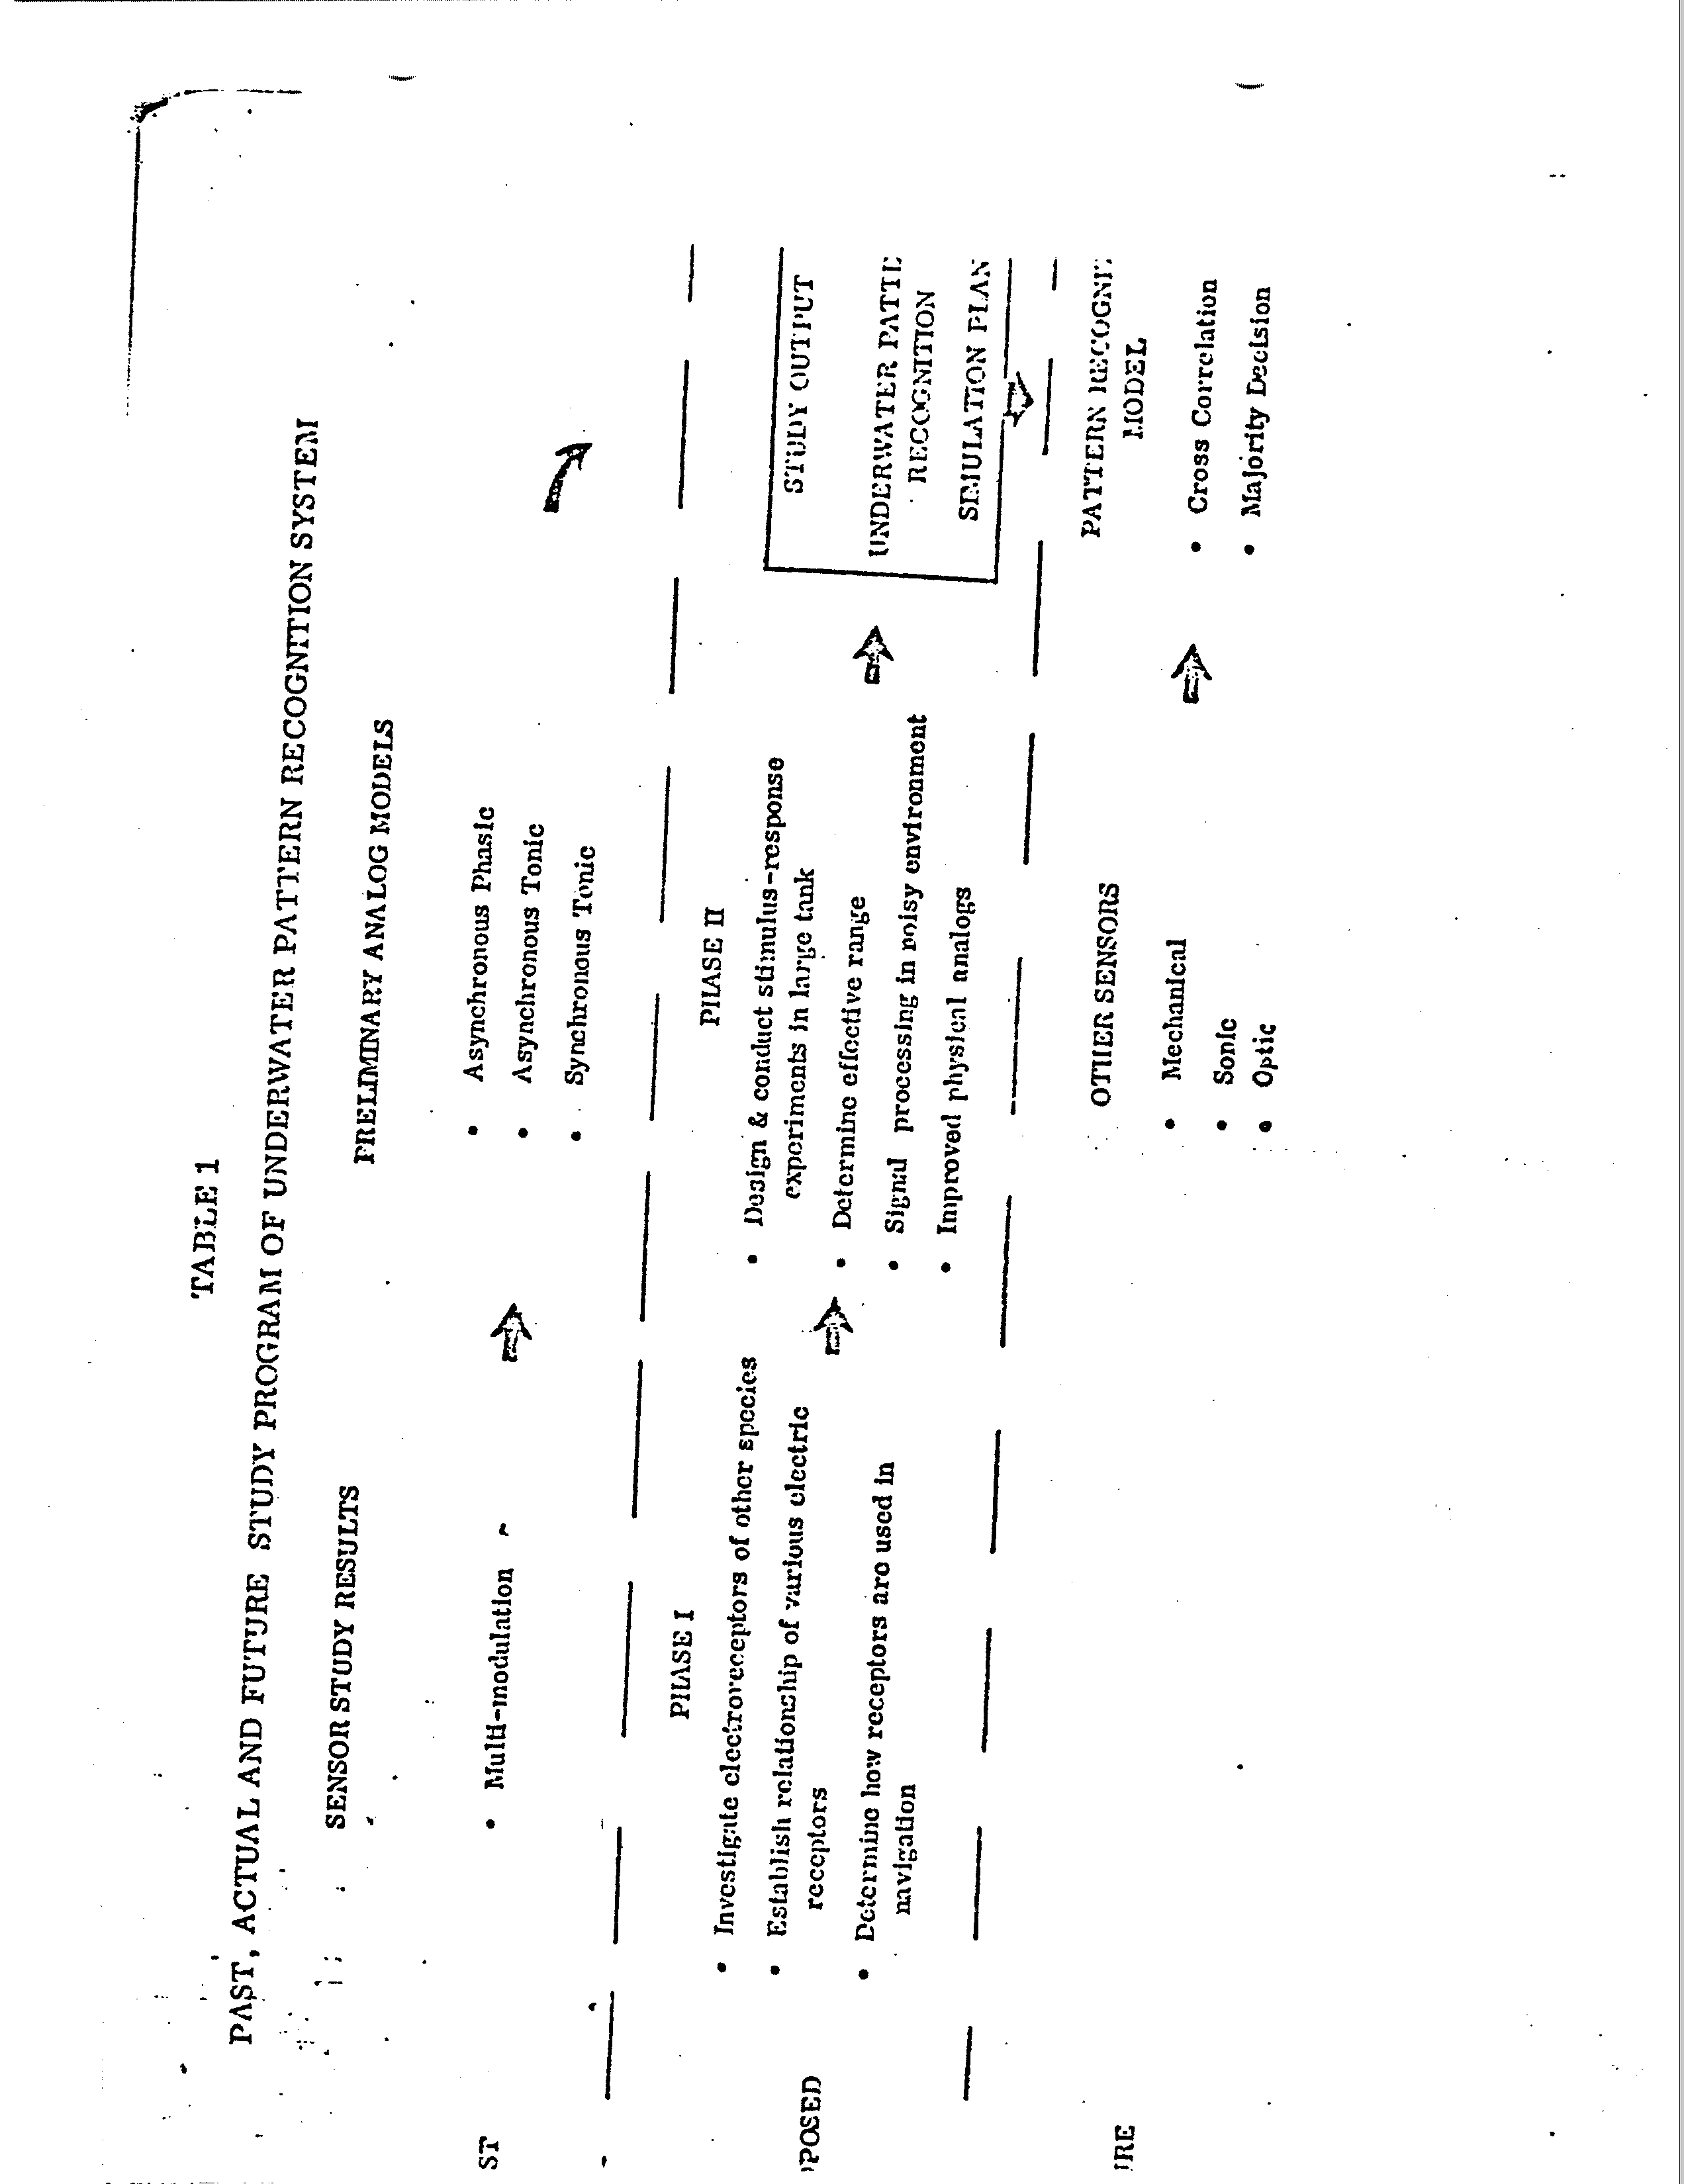 TABLE 1
PAST, ACTUAL AND FUTURE STUDY PROGRAM OF UNDERWATER PATTERN RECOGNITION SYSTEM
SENSOR STUDY RESULTS
PRELIMINARY ANALOG MODELS
ST
• Multi-modulation
• Asynchronous Phasic
• Asynchronous Tonic
• Synchronous Tonic
PPOSED
PHASE I
• Investigate electroreceptors of other species
• Establish relationship of various electric
receptors
• Determine how receptors are used in
navigation
PHASE II
• Design & conduct stimulus-response
experiments in large tank
• Determine effective range
• Signal processing in noisy environment
• Improved physical analogs
STUDY OUTPUT
UNDERWATER PATTE
RECOGNITION
SIMULATION PLAN
URE
OTHER SENSORS
• Mechanical
• Sonic
• Optic
PATTERN RECOGNI
MODEL
• Cross Correlation
• Majority Decision